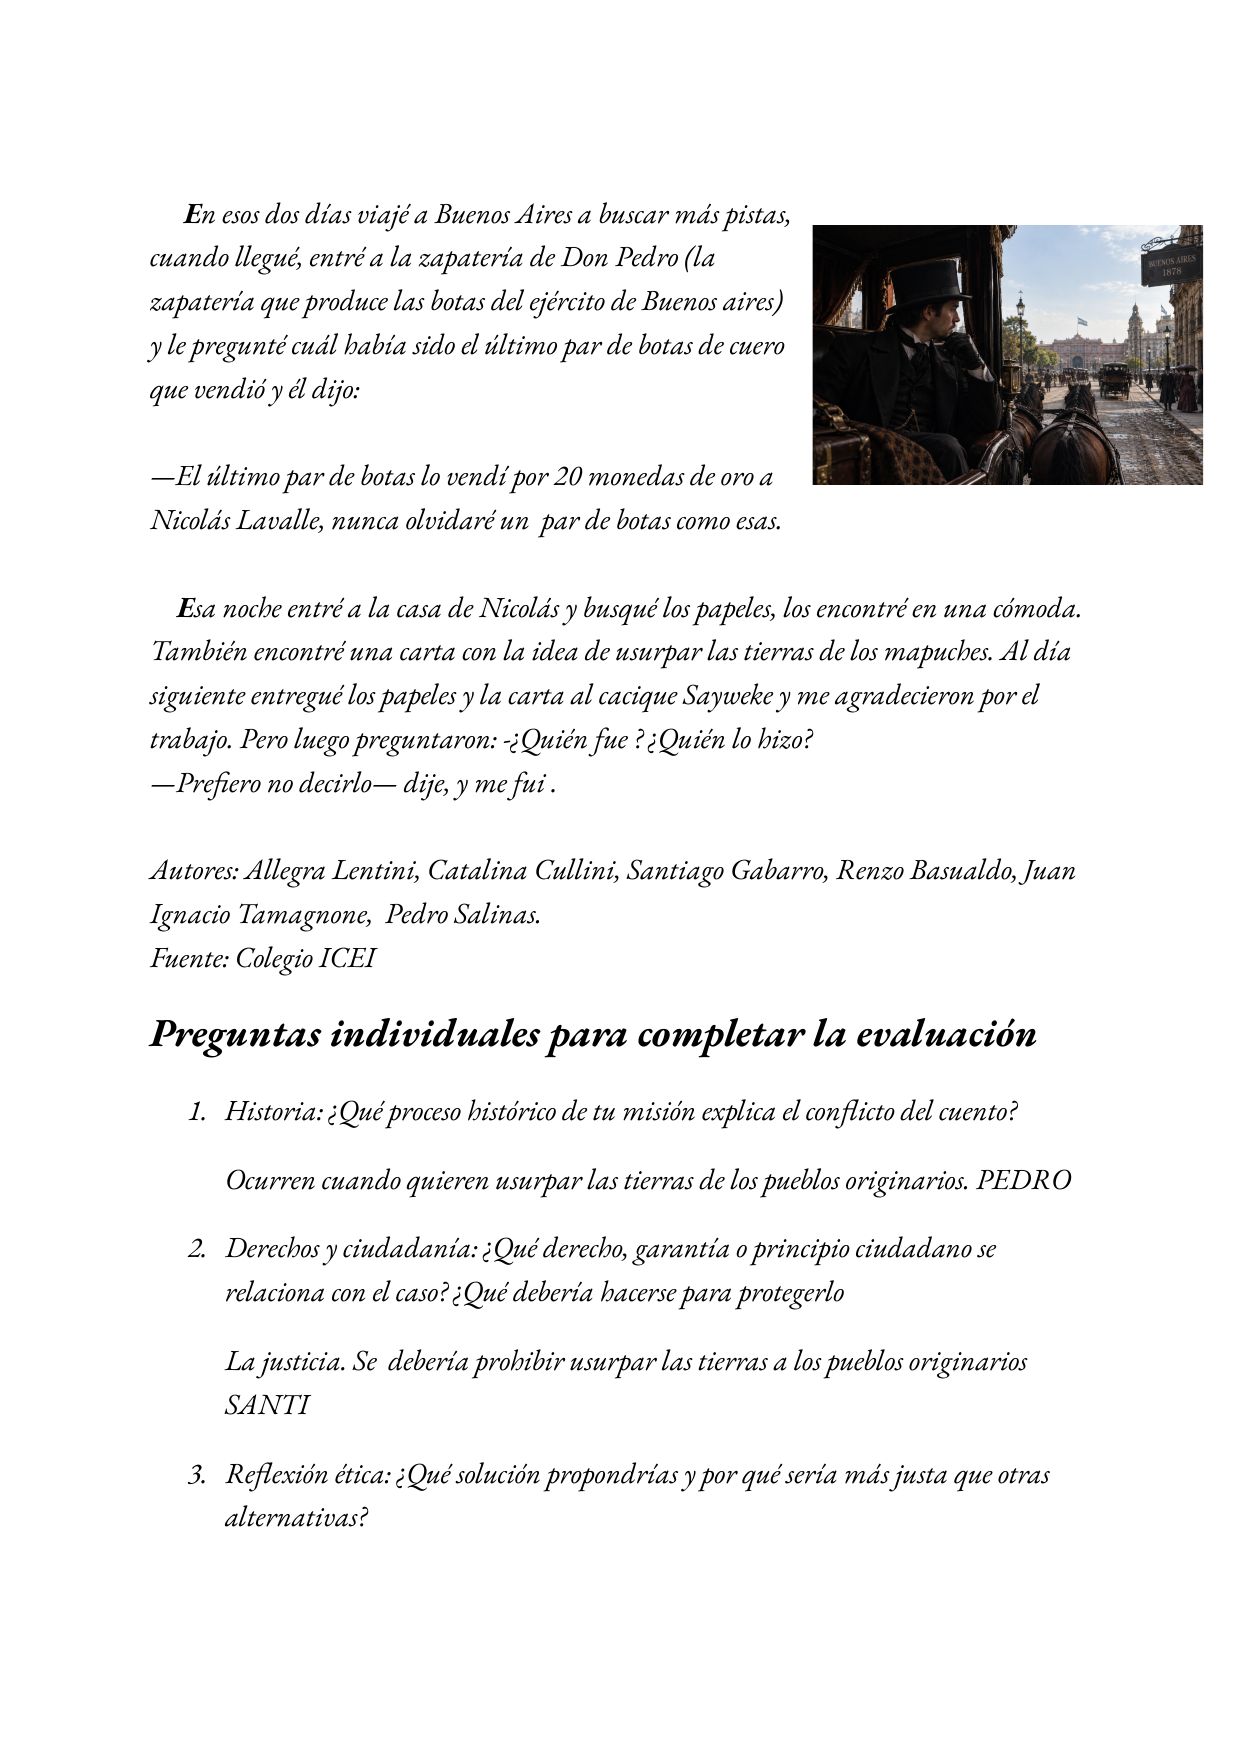 En esos dos días viajé a Buenos Aires a buscar más pistas,
cuando llegué, entré a la zapatería de Don Pedro (la
zapatería que produce las botas del ejército de Buenos aires)
y le pregunté cuál había sido el último par de botas de cuero
que vendió y él dijo:
BUENOS AIRES
1878
—El último par de botas lo vendí por 20 monedas de oro a
Nicolás Lavalle, nunca olvidaré un  par de botas como esas.
Esa noche entré a la casa de Nicolás y busqué los papeles, los encontré en una cómoda.
También encontré una carta con la idea de usurpar las tierras de los mapuches. Al día
siguiente entregué los papeles y la carta al cacique Sayweke y me agradecieron por el
trabajo. Pero luego preguntaron: -¿Quién fue ? ¿Quién lo hizo?
—Prefiero no decirlo— dije, y me fui .
Autores: Allegra Lentini, Catalina Cullini, Santiago Gabarro, Renzo Basualdo, Juan
Ignacio Tamagnone,  Pedro Salinas.
Fuente: Colegio ICEI
Preguntas individuales para completar la evaluación
1. Historia: ¿Qué proceso histórico de tu misión explica el conflicto del cuento?
Ocurren cuando quieren usurpar las tierras de los pueblos originarios. PEDRO
2. Derechos y ciudadanía: ¿Qué derecho, garantía o principio ciudadano se
relaciona con el caso? ¿Qué debería hacerse para protegerlo
La justicia. Se  debería prohibir usurpar las tierras a los pueblos originarios
SANTI
3. Reflexión ética: ¿Qué solución propondrías y por qué sería más justa que otras
alternativas?